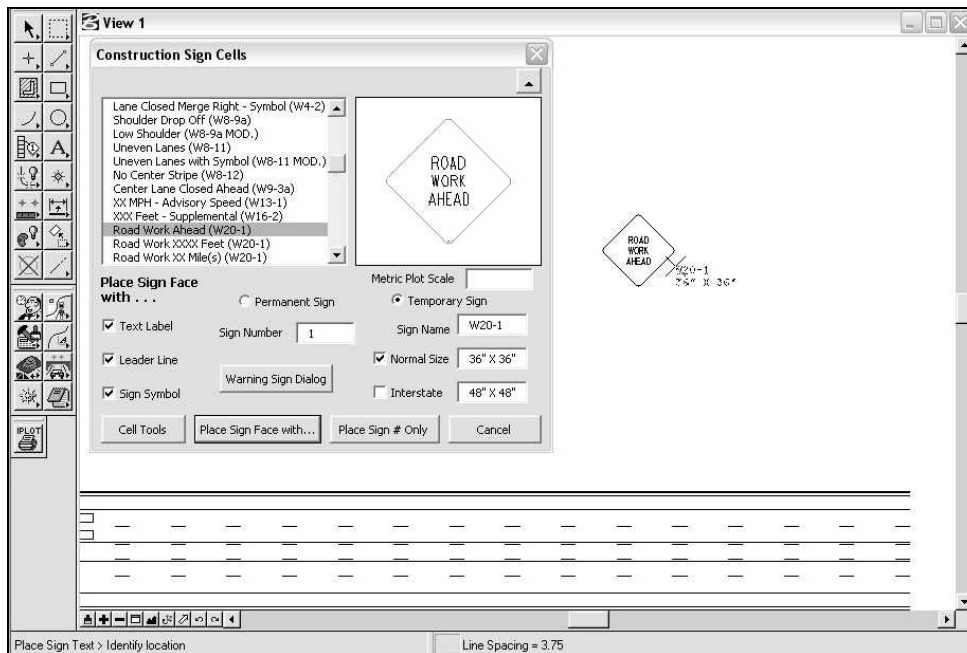 View 1
Construction Sign Cells
Lane Closed Merge Right - Symbol (W4-2)
Shoulder Drop Off (W8-9a)
Low Shoulder (W8-9a MOD.)
Uneven Lanes (W8-11)
Uneven Lanes with Symbol (W8-11 MOD.)
No Center Stripe (W8-12)
Center Lane Closed Ahead (W9-3a)
XX MPH - Advisory Speed (W13-1)
XXX Feet - Supplemental (W16-2)
Road Work Ahead (W20-1)
Road Work XXXX Feet (W20-1)
Road Work XX Mile(s) (W20-1)
ROAD
WORK
AHEAD
ROAD
WORK
AHEAD
W20-1
36" X 36"
Place Sign Face
with . . .
Metric Plot Scale
Permanent Sign
Temporary Sign
Text Label
Sign Number 1
Sign Name W20-1
Leader Line
Normal Size 36" X 36"
Warning Sign Dialog
Sign Symbol
Interstate 48" X 48"
Cell Tools
Place Sign Face with...
Place Sign # Only
Cancel
IPLOT
Place Sign Text > Identify location
Line Spacing = 3.75